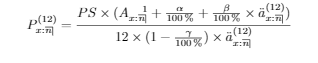 P^{(12)}_{x:\overline{n}|} = \frac{PS \times (A_{x:\overline{n}|}^{\;\;1} + \frac{\alpha}{100\,\%} + \frac{\beta}{100\,\%} \times \ddot{a}^{(12)}_{x:\overline{n}|})}{12 \times (1 - \frac{\gamma}{100\,\%}) \times \ddot{a}^{(12)}_{x:\overline{n}|}}